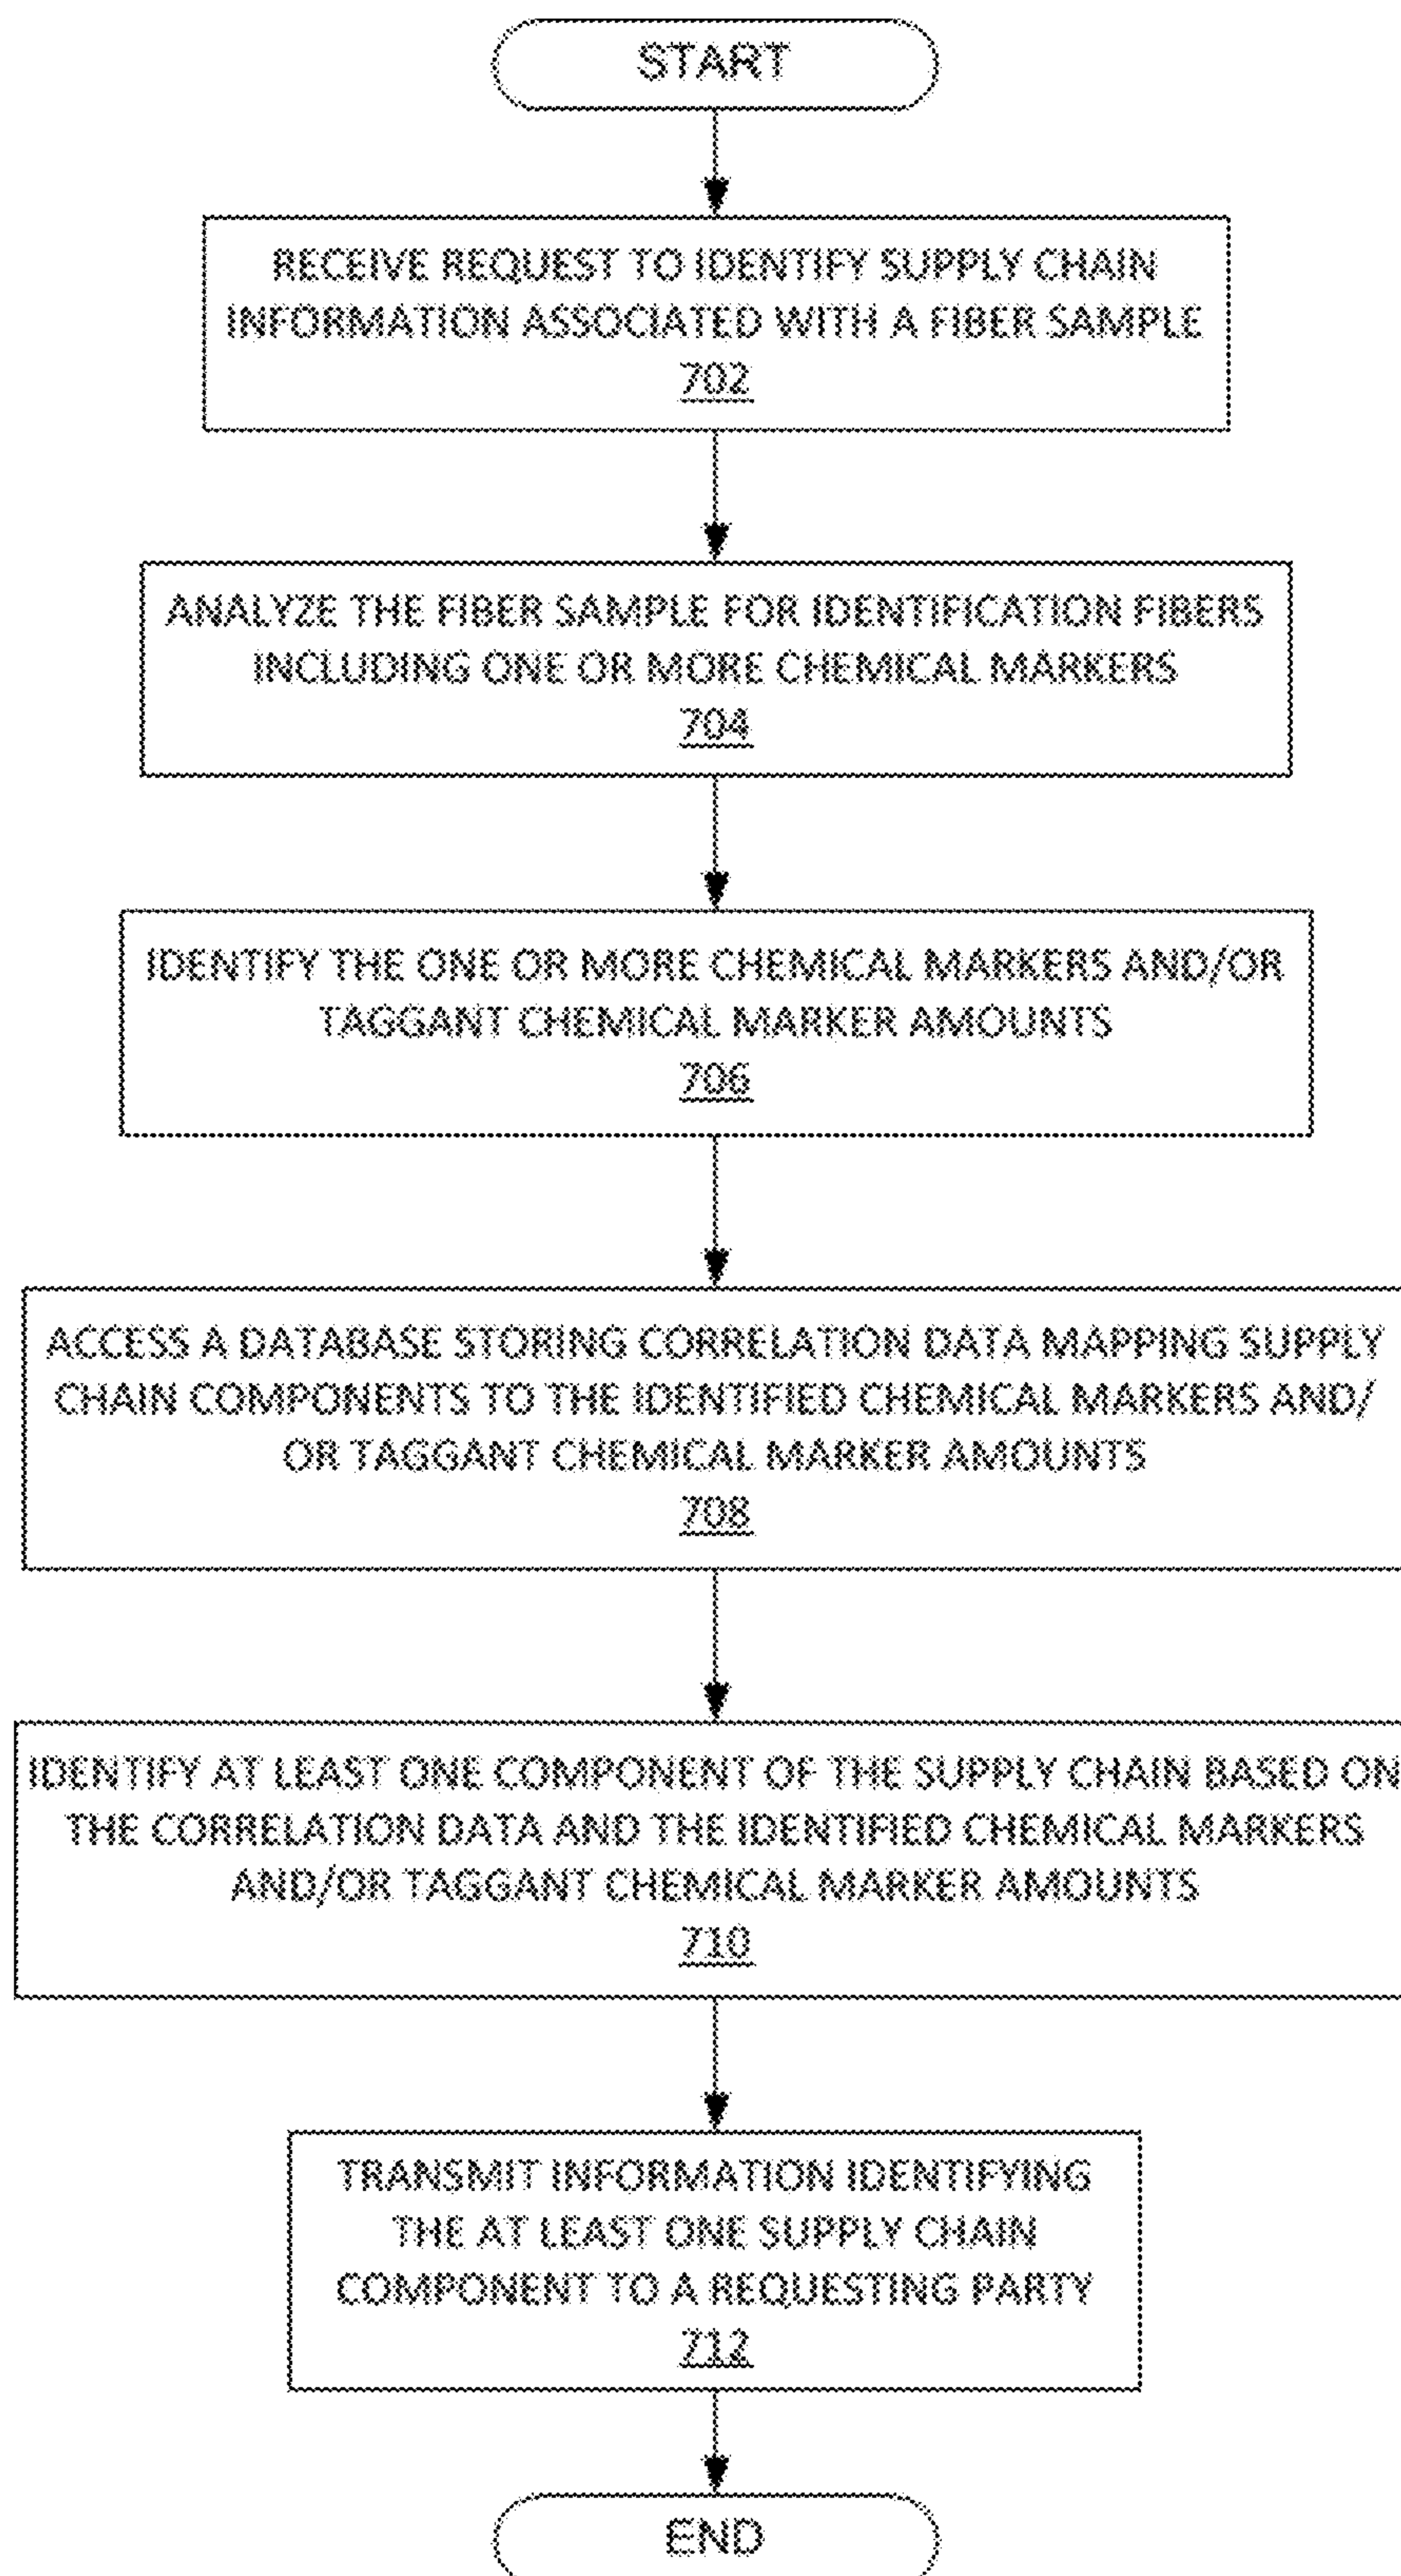 START
RECEIVE REQUEST TO IDENTIFY SUPPLY CHAIN
INFORMATION ASSOCIATED WITH A FIBER SAMPLE
702
ANALYZE THE FIBER SAMPLE FOR IDENTIFICATION FIBERS
INCLUDING ONE OR MORE CHEMICAL MARKERS
704
IDENTIFY THE ONE OR MORE CHEMICAL MARKERS AND/OR
TAGGANT CHEMICAL MARKER AMOUNTS
706
ACCESS A DATABASE STORING CORRELATION DATA MAPPING SUPPLY
CHAIN COMPONENTS TO THE IDENTIFIED CHEMICAL MARKERS AND/
OR TAGGANT CHEMICAL MARKER AMOUNTS
708
IDENTIFY AT LEAST ONE COMPONENT OF THE SUPPLY CHAIN BASED ON
THE CORRELATION DATA AND THE IDENTIFIED CHEMICAL MARKERS
AND/OR TAGGANT CHEMICAL MARKER AMOUNTS
710
TRANSMIT INFORMATION IDENTIFYING
THE AT LEAST ONE SUPPLY CHAIN
COMPONENT TO A REQUESTING PARTY
712
END